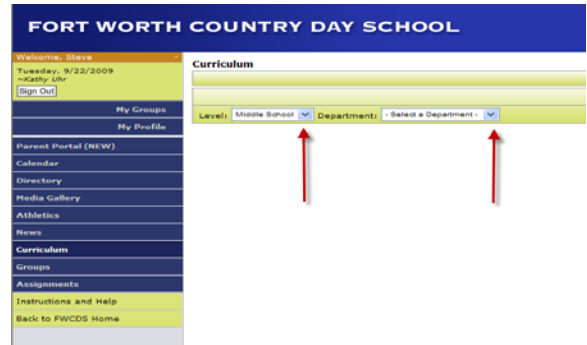 FORT WORTH COUNTRY DAY SCHOOL
Welcome, Steve -
Tuesday, 9/22/2009
~Kathy Uhr
Sign Out
My Groups
My Profile
Parent Portal (NEW)
Calendar
Directory
Media Gallery
Athletics
News
Curriculum
Groups
Assignments
Instructions and Help
Back to FWCDS Home
Curriculum
Level: Middle School Department: - Select a Department -